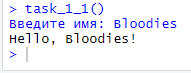 > task_1_1()
Введите имя: Bloodies
Hello, Bloodies!
>